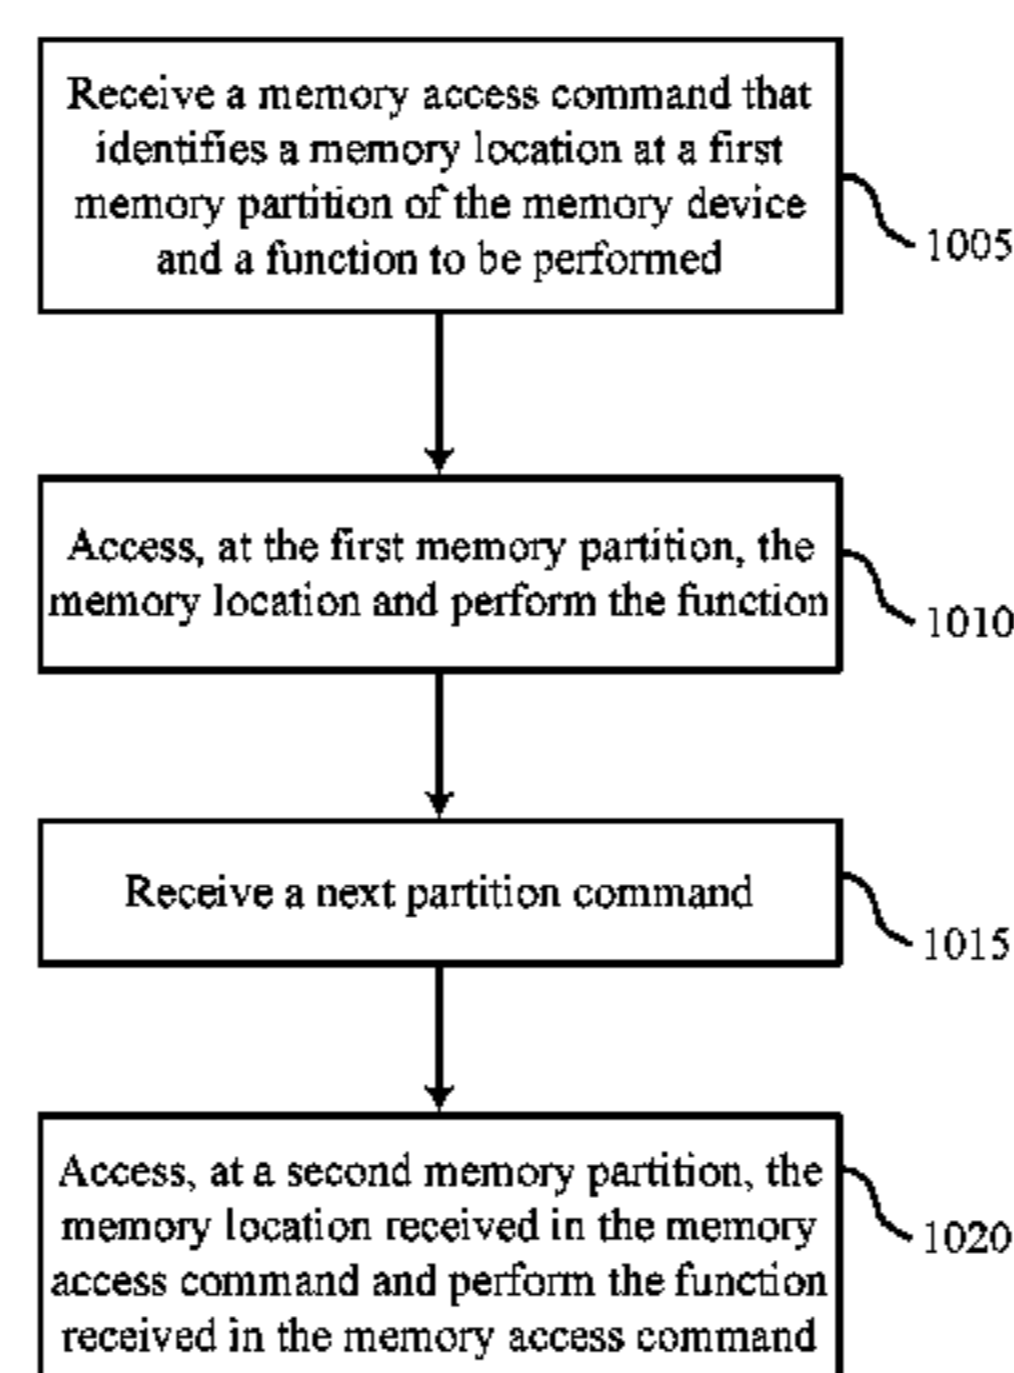 Receive a memory access command that
identifies a memory location at a first
memory partition of the memory device
and a function to be performed
1005
Access, at the first memory partition, the
memory location and perform the function
1010
Receive a next partition command
1015
Access, at a second memory partition, the
memory location received in the memory
access command and perform the function
received in the memory access command
1020